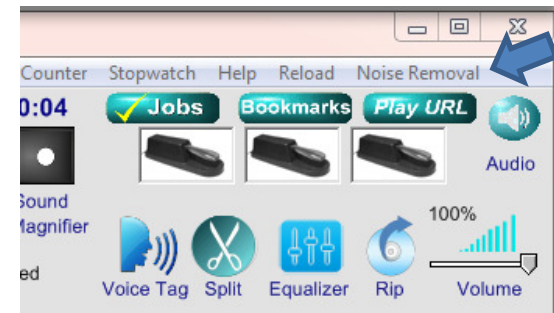 Counter Stopwatch Help Reload Noise Removal
0:04 Jobs Bookmarks Play URL
Audio
Sound
Magnifier
100%
ed
Voice Tag Split Equalizer Rip Volume